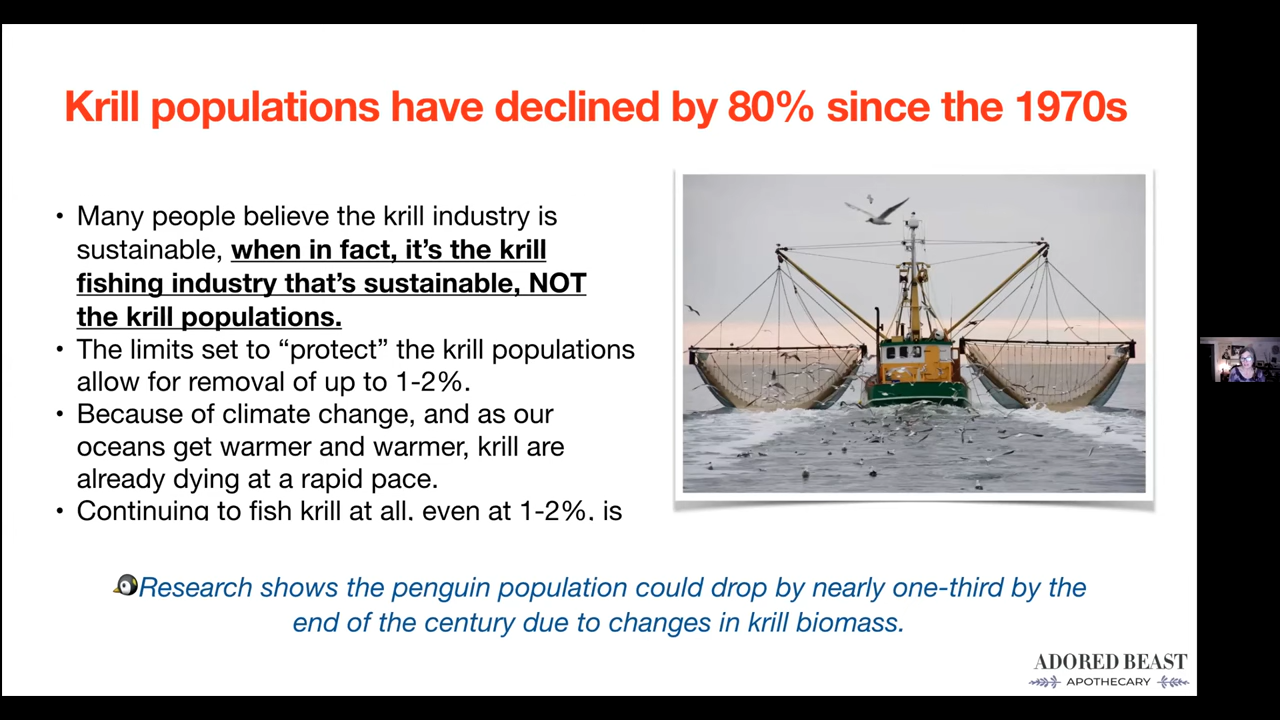 Krill populations have declined by 80% since the 1970s
• Many people believe the krill industry is
sustainable, when in fact, it’s the krill
fishing industry that’s sustainable, NOT
the krill populations.
• The limits set to “protect” the krill populations
allow for removal of up to 1-2%.
• Because of climate change, and as our
oceans get warmer and warmer, krill are
already dying at a rapid pace.
• Continuing to fish krill at all, even at 1-2%, is
Research shows the penguin population could drop by nearly one-third by the
end of the century due to changes in krill biomass.
ADORED BEAST
APOTHECARY